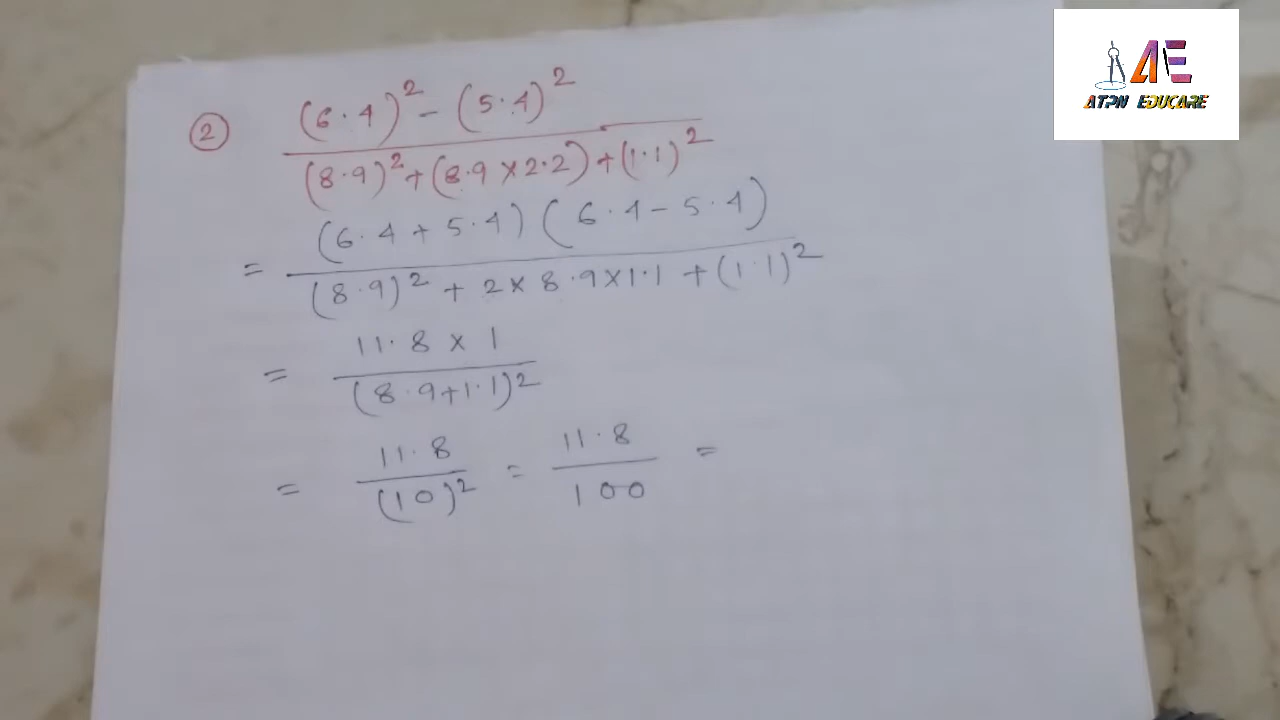 AE
ATPN EDUCARE
② (6.4)² - (5.4)²
(8.9)² + (8.9 × 2.2) + (1.1)²
(6.4 + 5.4) (6.4 - 5.4)
=
(8.9)² + 2 × 8.9 × 1.1 + (1.1)²
11.8 × 1
=
(8.9 + 1.1)²
11.8 11.8
= = =
(10)² 100